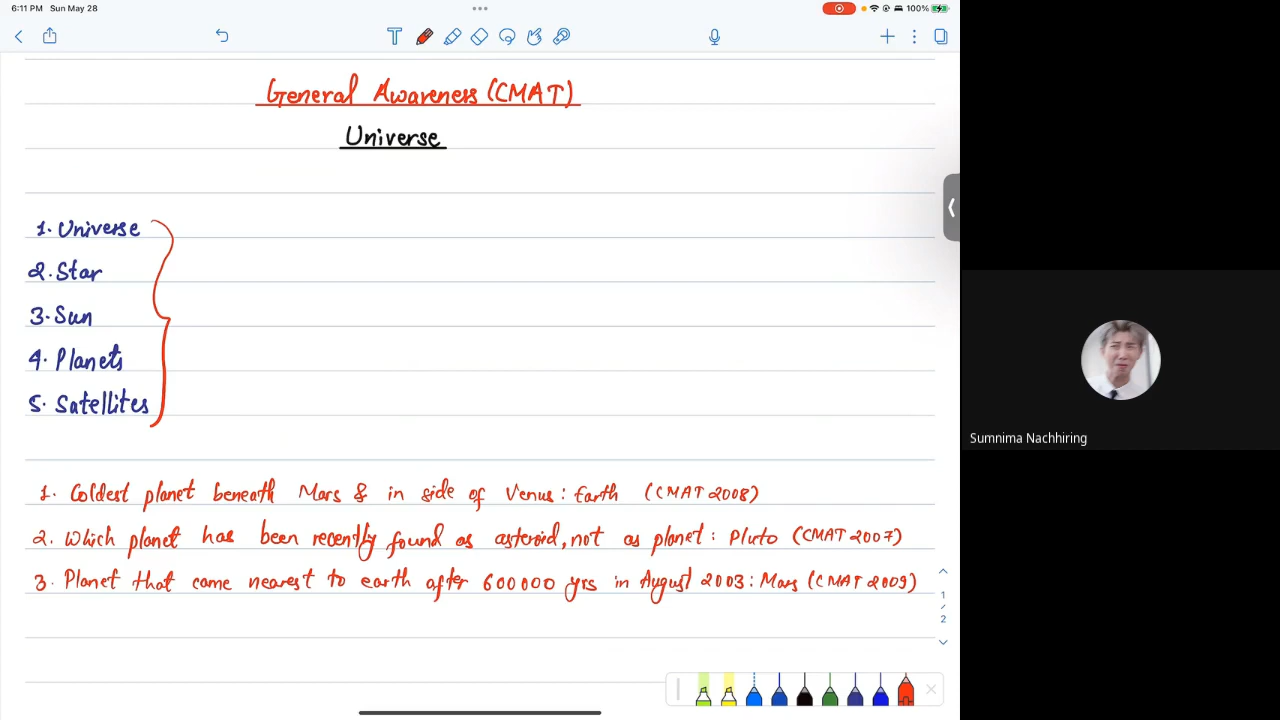 6:11 PM Sun May 28
100%
General Awareness (CMAT)
Universe
1. Universe
2. Star
3. Sun
4. Planets
5. Satellites
1. Coldest planet beneath Mars & in side of Venus : Earth (CMAT 2008)
2. Which planet has been recently found as asteroid, not as planet : Pluto (CMAT 2007)
3. Planet that came nearest to earth after 600000 yrs in August 2003 : Mars (CMAT 2009)
1
/
2
Sumnima Nachhiring